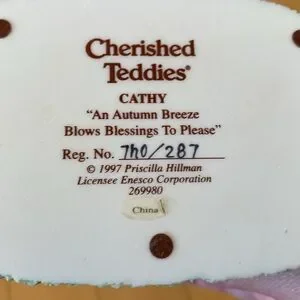 Cherished
Teddies®
CATHY
"An Autumn Breeze
Blows Blessings To Please"
Reg. No. 7h0/287
© 1997 Priscilla Hillman
Licensee Enesco Corporation
269980
China